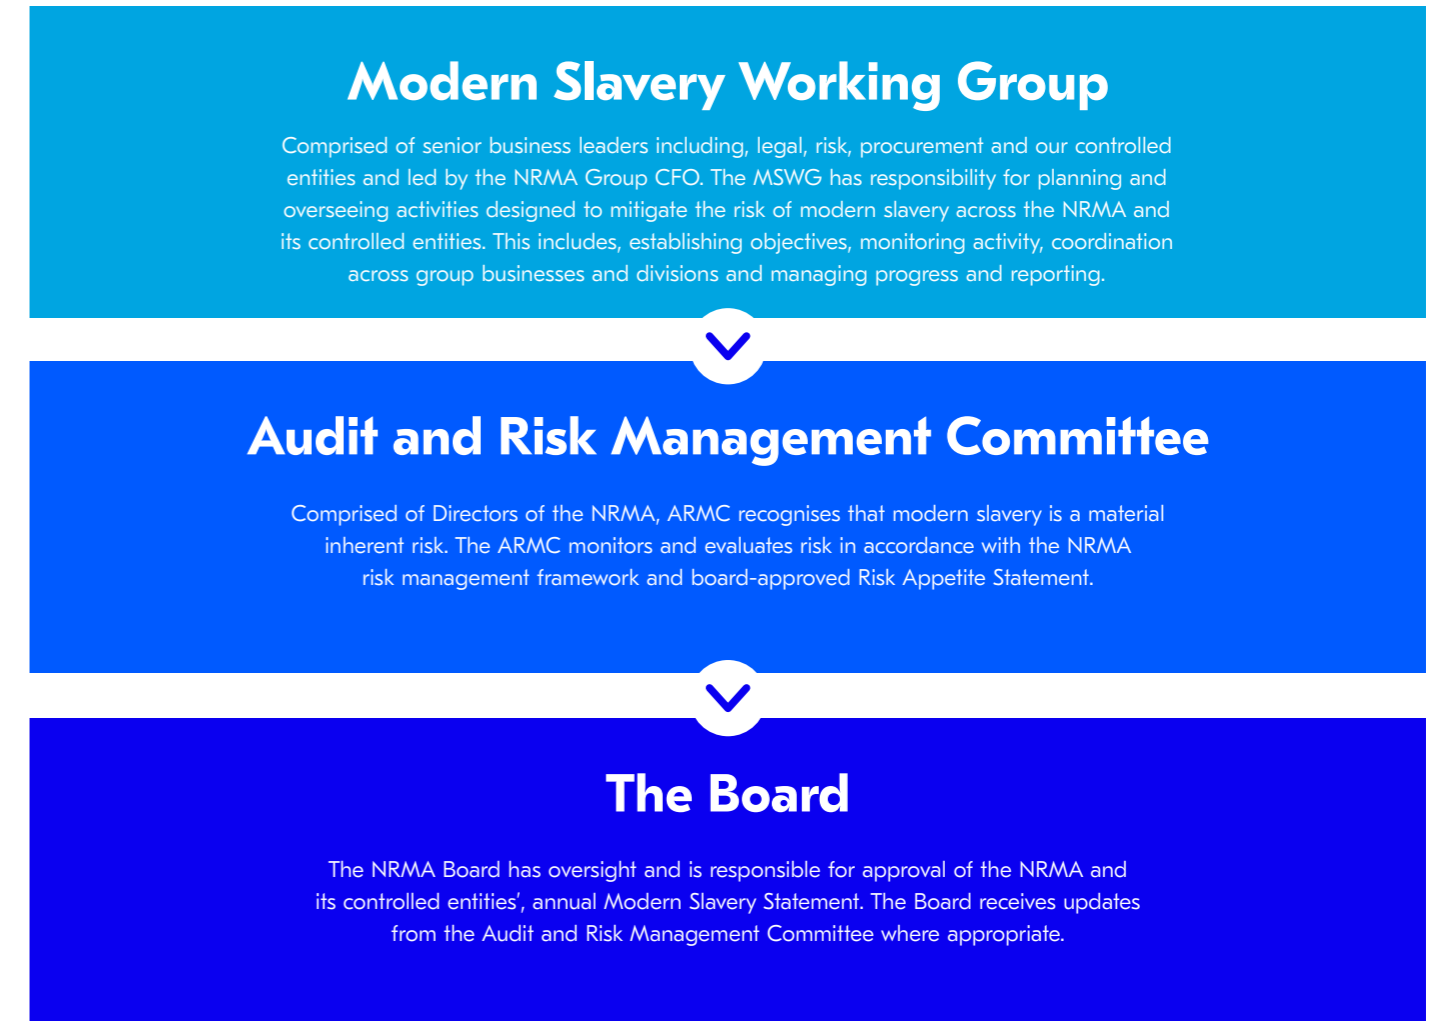 Modern Slavery Working Group
Comprised of senior business leaders including, legal, risk, procurement and our controlled
entities and led by the NRMA Group CFO. The MSWG has responsibility for planning and
overseeing activities designed to mitigate the risk of modern slavery across the NRMA and
its controlled entities. This includes, establishing objectives, monitoring activity, coordination
across group businesses and divisions and managing progress and reporting.
Audit and Risk Management Committee
Comprised of Directors of the NRMA, ARMC recognises that modern slavery is a material
inherent risk. The ARMC monitors and evaluates risk in accordance with the NRMA
risk management framework and board-approved Risk Appetite Statement.
The Board
The NRMA Board has oversight and is responsible for approval of the NRMA and
its controlled entities’, annual Modern Slavery Statement. The Board receives updates
from the Audit and Risk Management Committee where appropriate.